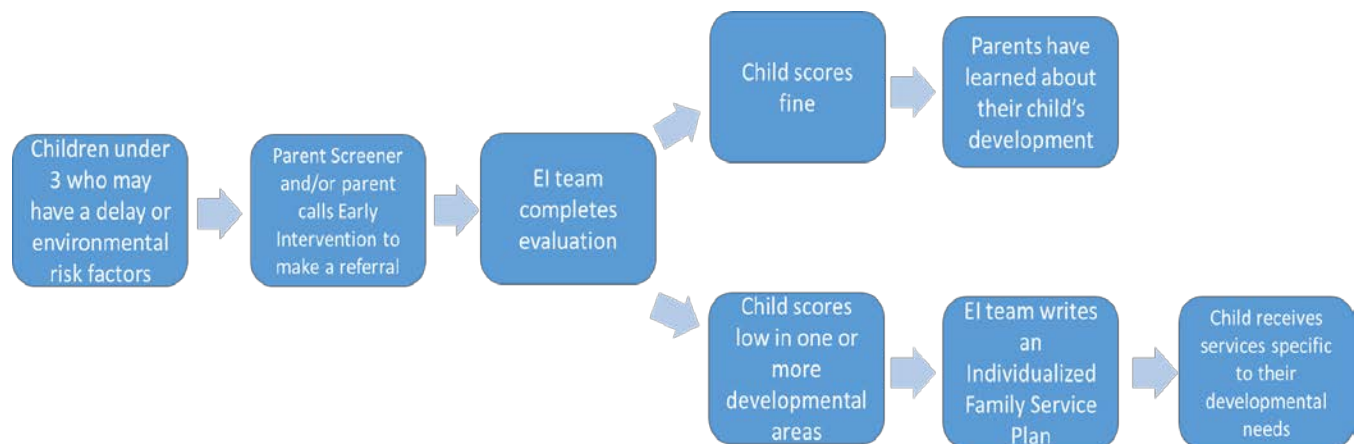 Children under
3 who may
have a delay or
environmental
risk factors
Parent Screener
and/or parent
calls Early
Intervention to
make a referral
EI team
completes
evaluation
Child scores
fine
Parents have
learned about
their child's
development
Child scores
low in one or
more
developmental
areas
EI team writes
an
Individualized
Family Service
Plan
Child receives
services specific
to their
developmental
needs